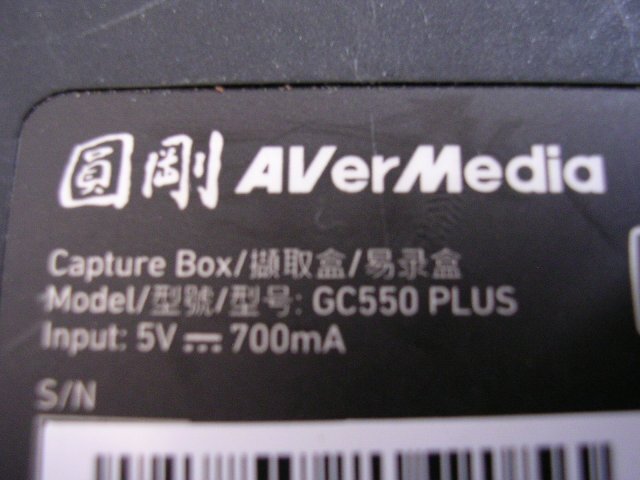 圓剛 AVerMedia
Capture Box/擷取盒/易录盒
Model/型號/型号: GC550 PLUS
Input: 5V ⎓ 700mA
S/N